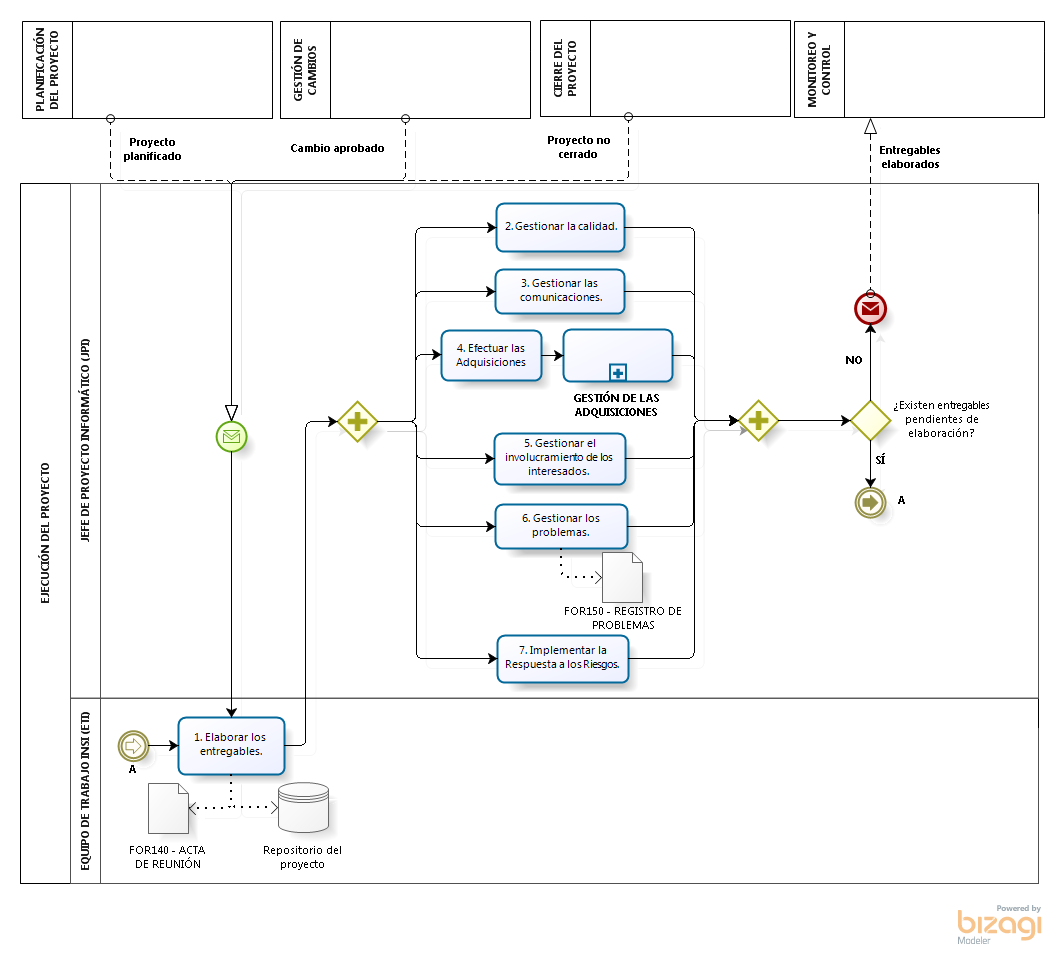 PLANIFICACIÓN
DEL PROYECTO
GESTIÓN DE
CAMBIOS
CIERRE DEL
PROYECTO
MONITOREO Y
CONTROL
Proyecto
planificado
Cambio aprobado
Proyecto no
cerrado
Entregables
elaborados
EJECUCIÓN DEL PROYECTO
JEFE DE PROYECTO INFORMÁTICO (JPI)
2. Gestionar la calidad.
3. Gestionar las
comunicaciones.
4. Efectuar las
Adquisiciones
GESTIÓN DE LAS
ADQUISICIONES
5. Gestionar el
involucramiento de los
interesados.
6. Gestionar los
problemas.
FOR150 - REGISTRO DE
PROBLEMAS
7. Implementar la
Respuesta a los Riesgos.
NO
¿Existen entregables
pendientes de
elaboración?
SÍ
A
EQUIPO DE TRABAJO INSI (ETI)
A
1. Elaborar los
entregables.
FOR140 - ACTA
DE REUNIÓN
Repositorio del
proyecto
Powered by
bizagi
Modeler